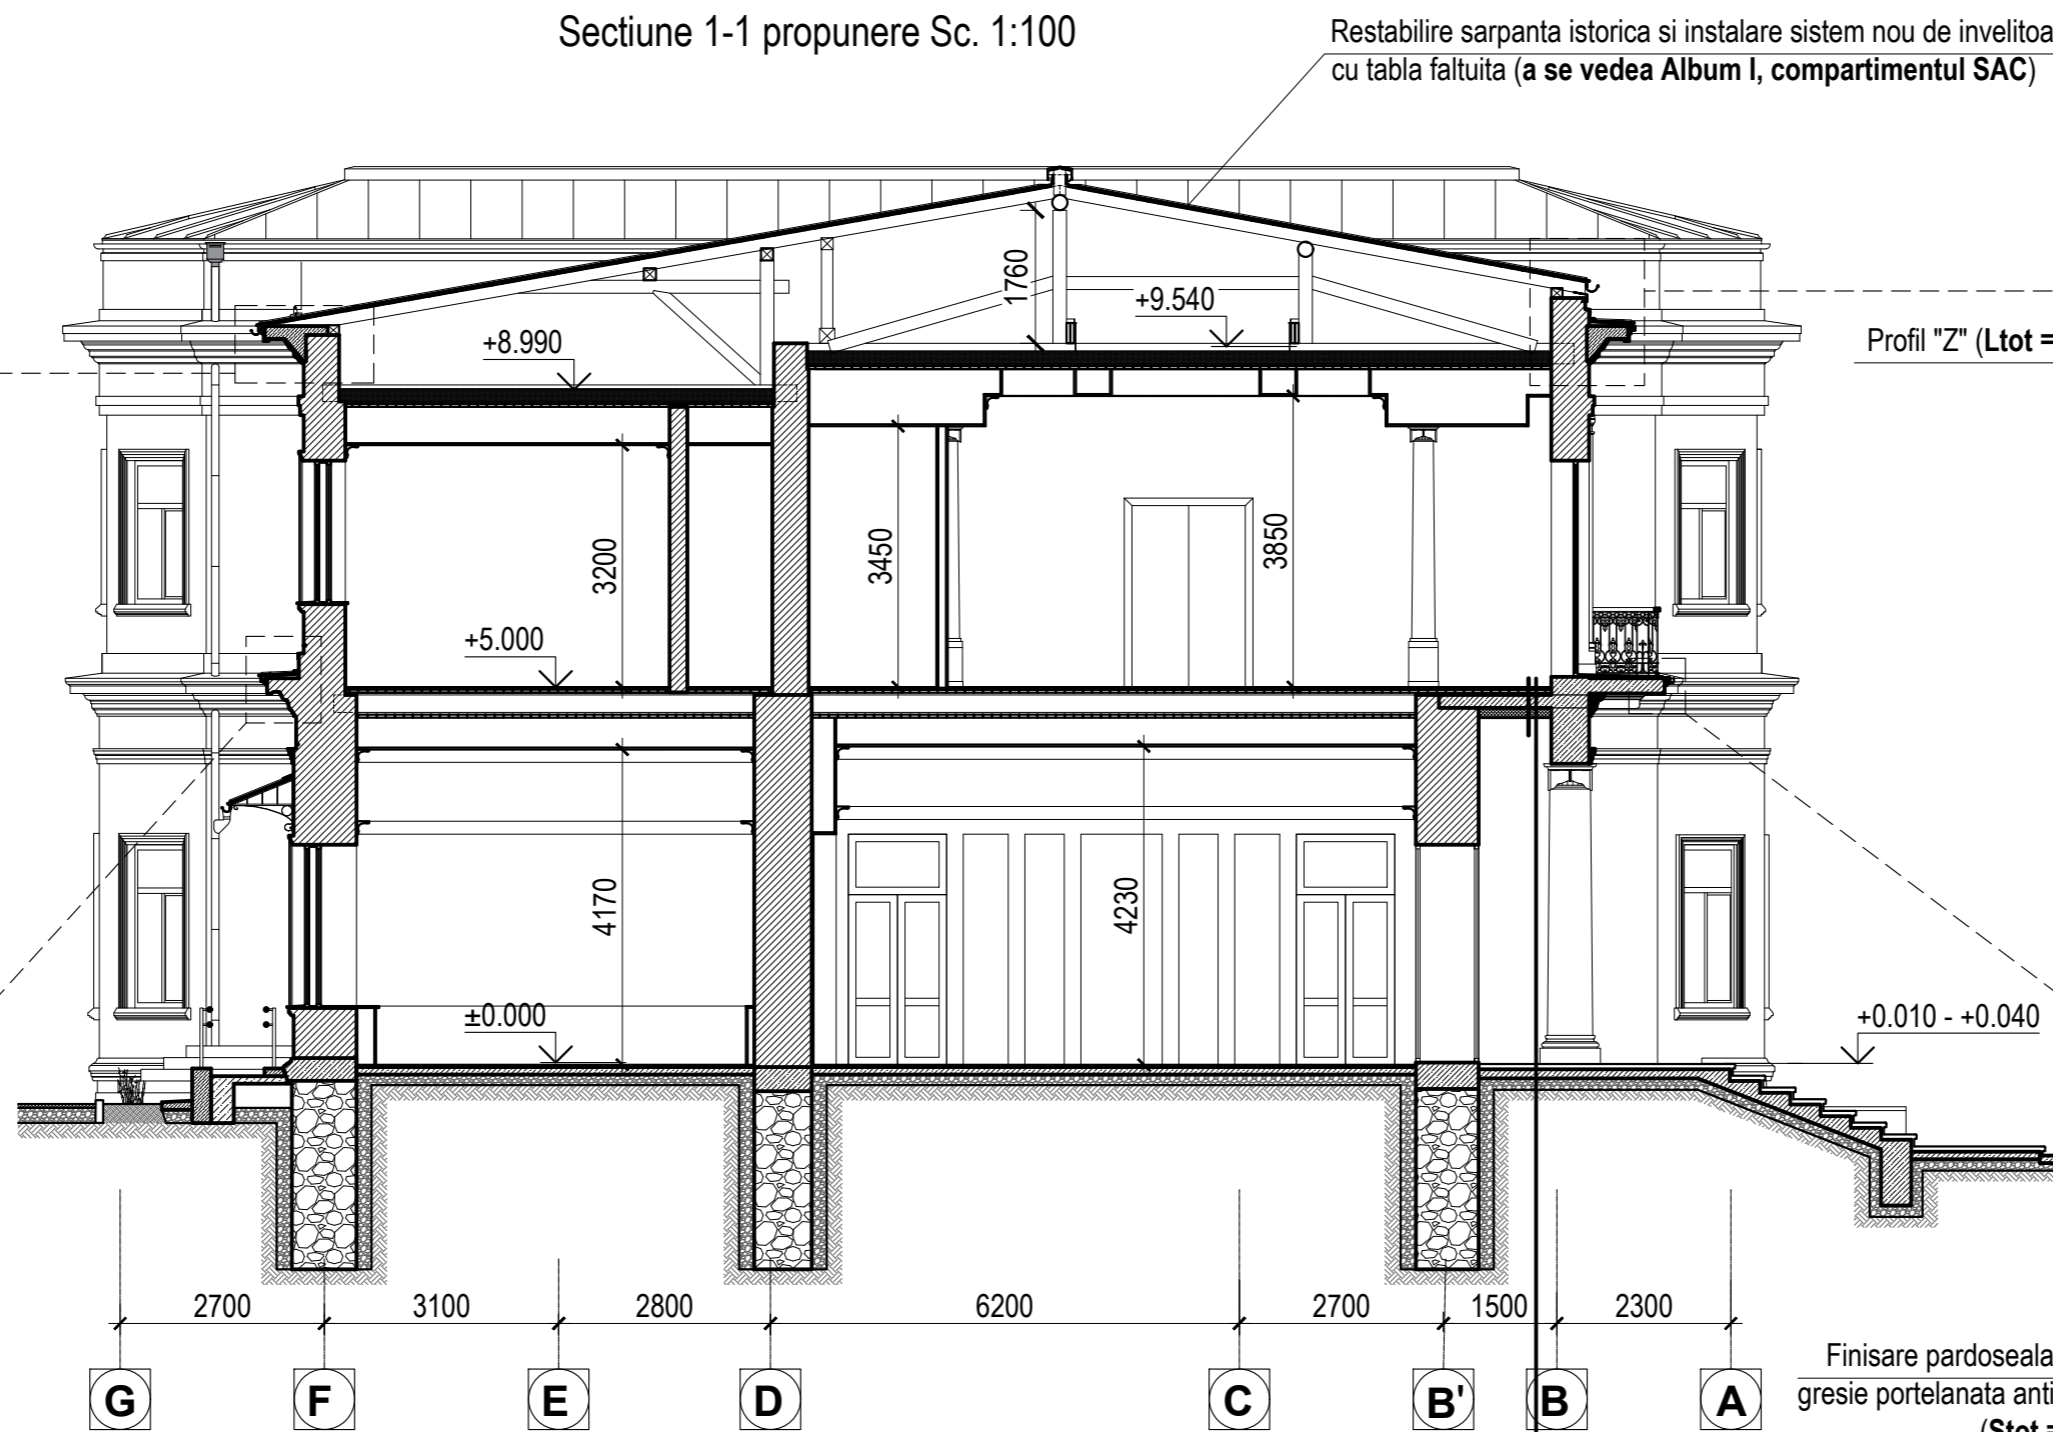 Sectiune 1-1 propunere Sc. 1:100
Restabilire sarpanta istorica si instalare sistem nou de invelitoa
cu tabla faltuita (a se vedea Album I, compartimentul SAC)
1760
+9.540
+8.990
Profil "Z" (Ltot =
3200
3450
3850
+5.000
4170
4230
±0.000
+0.010 - +0.040
2700 3100 2800 6200 2700 1500 2300
G F E D C B' B A
Finisare pardoseala
gresie portelanata anti
(Stot =